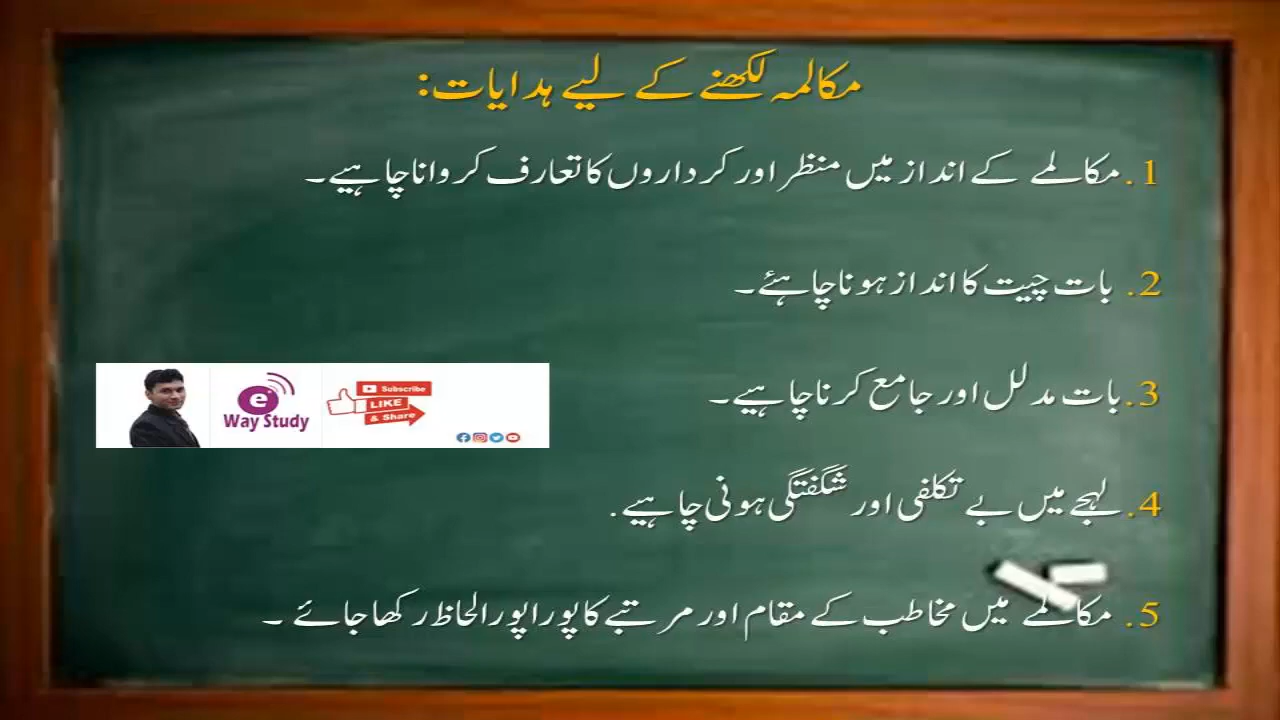 مکالمہ لکھنے کے لیے ہدایات:
1. مکالمے کے انداز میں منظر اور کرداروں کا تعارف کروانا چاہیے۔
2. بات چیت کا انداز ہونا چاہئے۔
3. بات مدلل اور جامع کرنا چاہیے۔
Subscribe
LIKE
& Share
e
Way Study
4. لہجے میں بے تکلفی اور شگفتگی ہونی چاہیے.
5. مکالمے میں مخاطب کے مقام اور مرتبے کا پورا پورا لحاظ رکھا جائے ۔